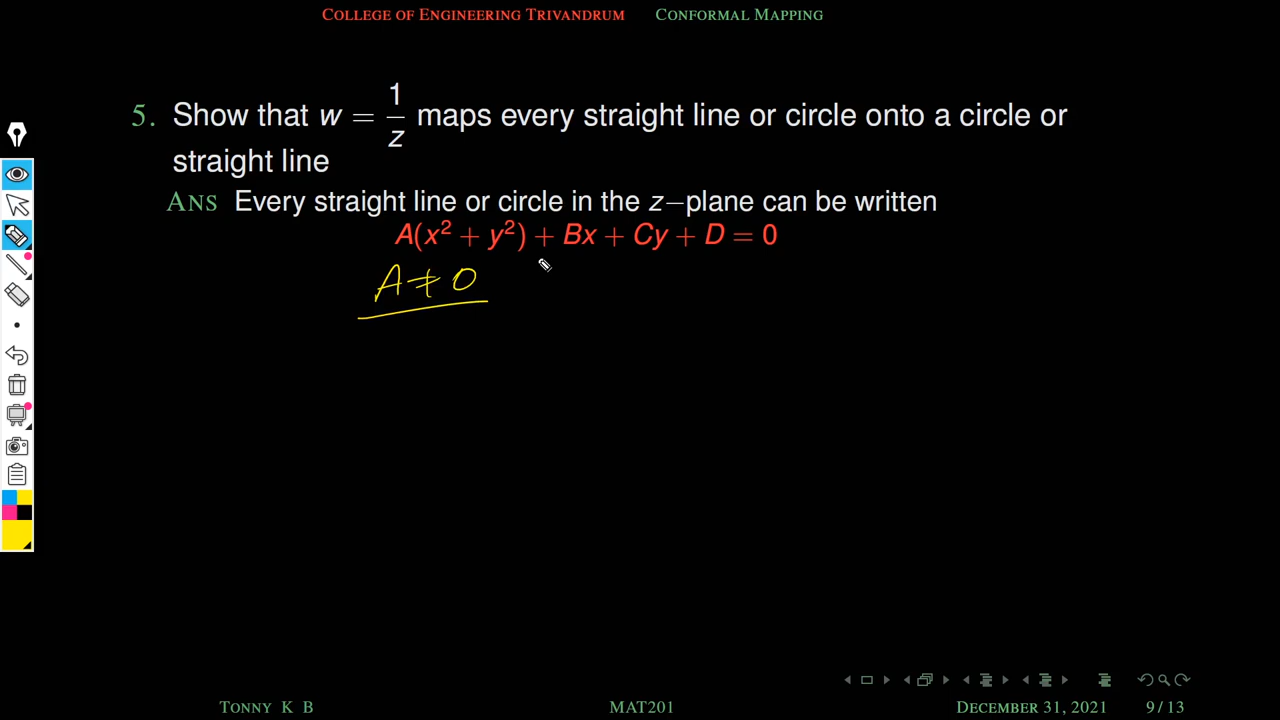 COLLEGE OF ENGINEERING TRIVANDRUM CONFORMAL MAPPING
5. Show that w = 1/z maps every straight line or circle onto a circle or
straight line
ANS Every straight line or circle in the z−plane can be written
A(x² + y²) + Bx + Cy + D = 0
A ≠ 0
TONNY K B MAT201 DECEMBER 31, 2021 9 / 13